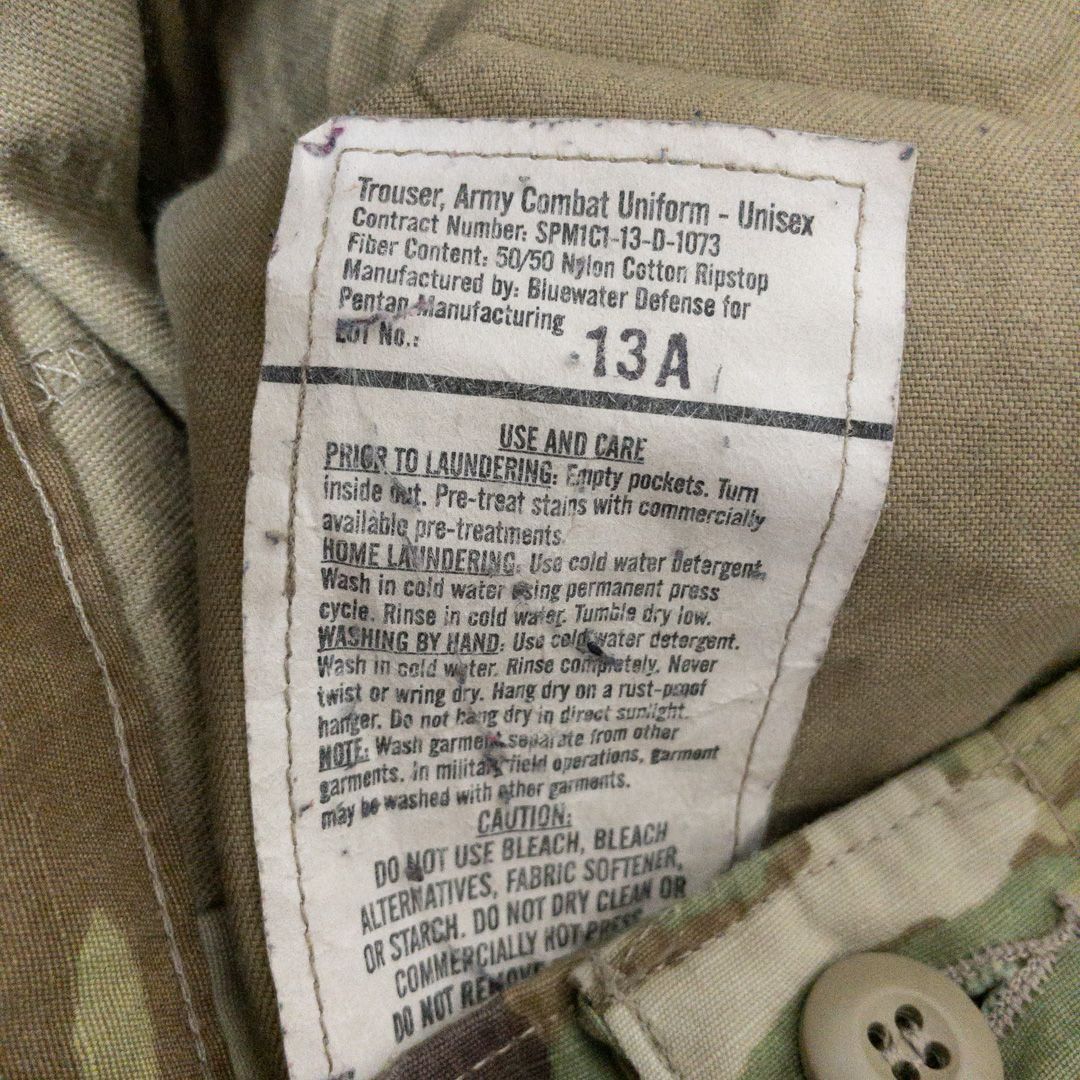 Trouser, Army Combat Uniform - Unisex
Contract Number: SPM1C1-13-D-1073
Fiber Content: 50/50 Nylon Cotton Ripstop
Manufactured by: Bluewater Defense for
Pentaq Manufacturing
LOT No.: 13A
USE AND CARE
PRIOR TO LAUNDERING: Empty pockets. Turn
inside out. Pre-treat stains with commercially
available pre-treatments.
HOME LAUNDERING: Use cold water detergent.
Wash in cold water using permanent press
cycle. Rinse in cold water. Tumble dry low.
WASHING BY HAND: Use cold water detergent.
Wash in cold water. Rinse completely. Never
twist or wring dry. Hang dry on a rust-proof
hanger. Do not hang dry in direct sunlight.
NOTE: Wash garment separate from other
garments. In military field operations, garment
may be washed with other garments.
CAUTION:
DO NOT USE BLEACH, BLEACH
ALTERNATIVES, FABRIC SOFTENER,
OR STARCH. DO NOT DRY CLEAN OR
COMMERCIALLY HOT PRESS
DO NOT REMOVE